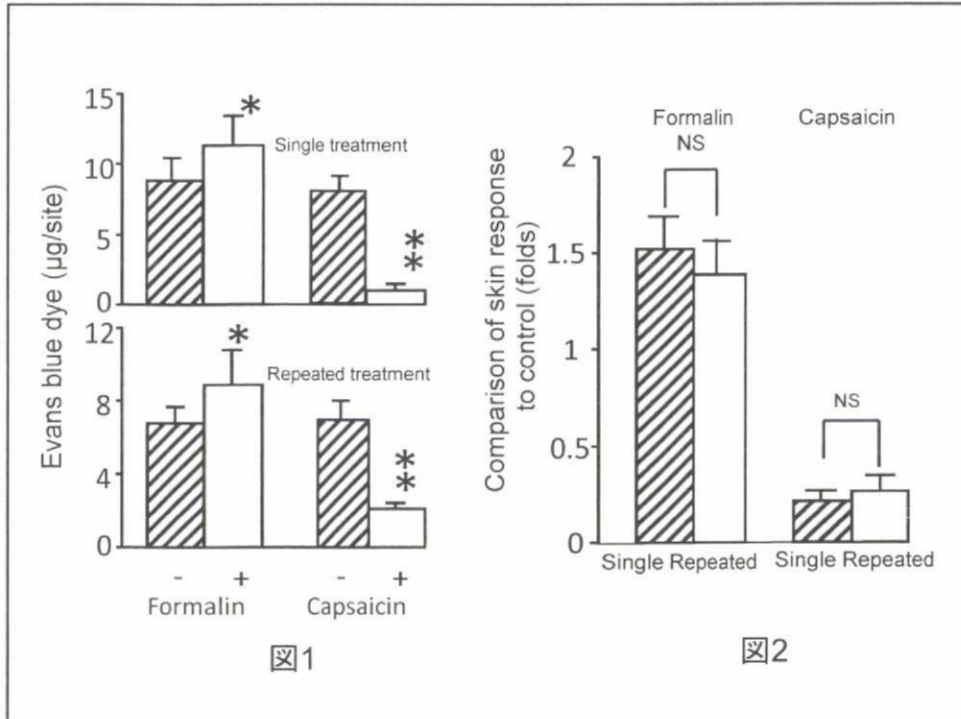 Evans blue dye (µg/site)
15
10
5
0
*
Single treatment
**
12
8
4
0
*
Repeated treatment
**
- + - +
Formalin Capsaicin
図1
Comparison of skin response
to control (folds)
Formalin Capsaicin
NS
2
1.5
1
0.5
0
NS
Single Repeated Single Repeated
図2